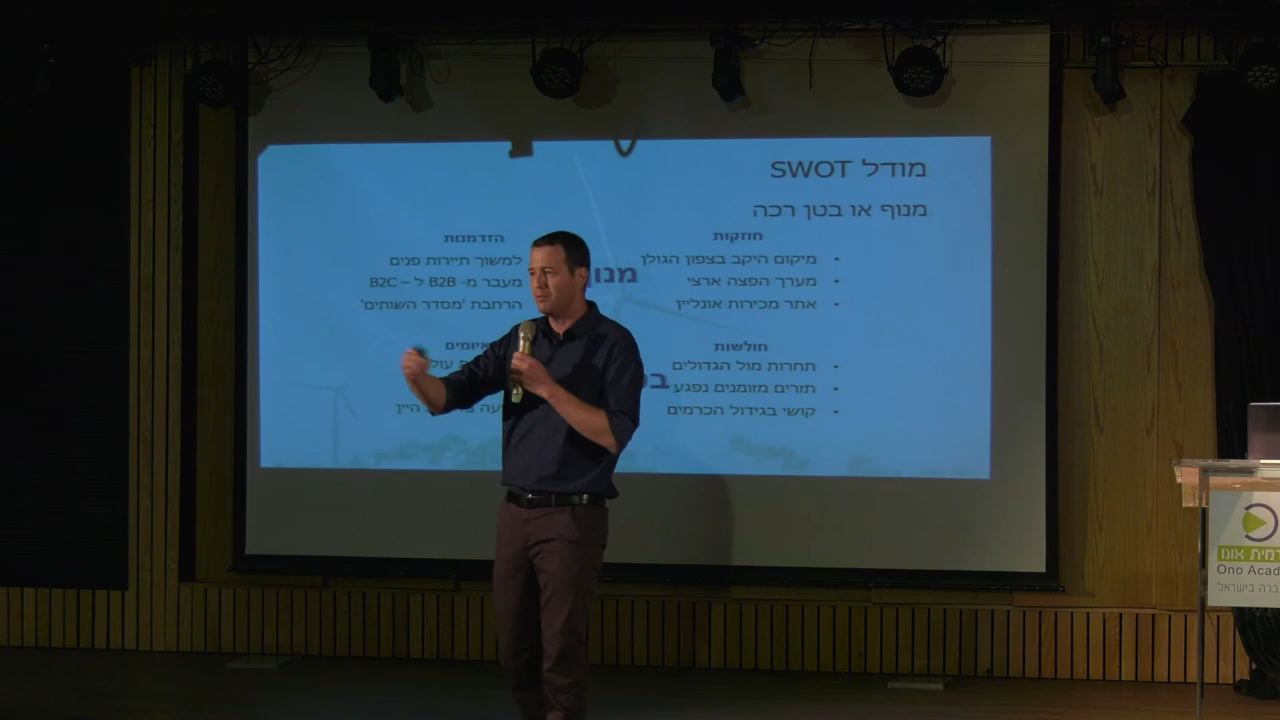 מודל SWOT
מנוף או בטן רכה
חוזקות
מיקום היקב בצפון הגולן
מערך הפצה ארצי
אתר מכירות אונליין
הזדמנות
למשוך תיירות פנים
מעבר מ- B2B ל – B2C
הרחבת 'מסדר השותים'
מנוף
חולשות
תחרות מול הגדולים
תזרים מזומנים נפגע
קושי בגידול הכרמים
איומים
היין
Ono